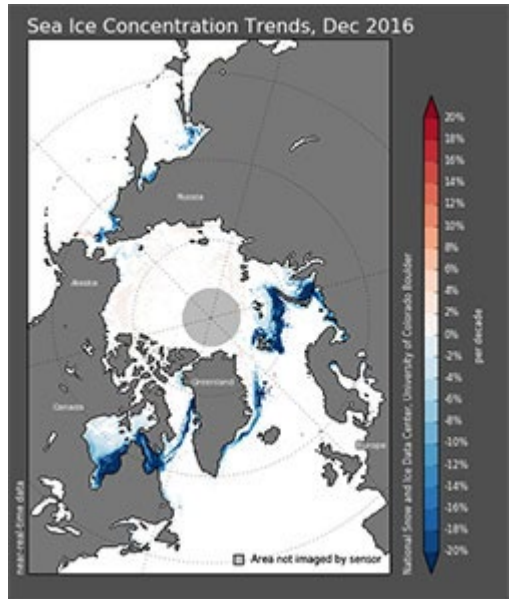 Sea Ice Concentration Trends, Dec 2016
Russia
Alaska
Greenland
Canada
Europe
near-real-time data
Area not imaged by sensor
National Snow and Ice Data Center, University of Colorado Boulder
20%
18%
16%
14%
12%
10%
8%
6%
4%
2%
0%
-2%
-4%
-6%
-8%
-10%
-12%
-14%
-16%
-18%
-20%
per decade